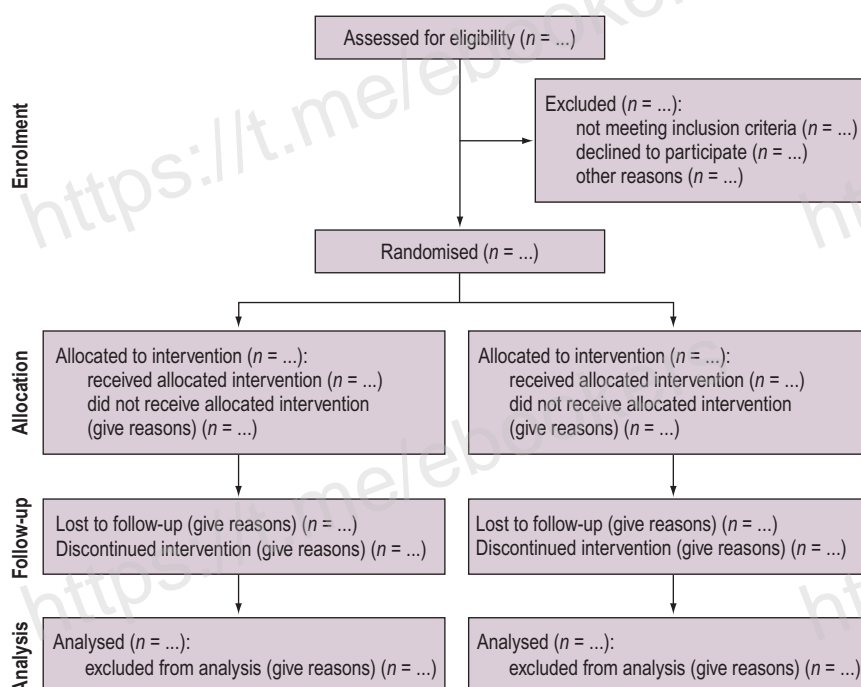 Assessed for eligibility (n = ...)
Enrolment
Excluded (n = ...):
not meeting inclusion criteria (n = ...)
declined to participate (n = ...)
other reasons (n = ...)
Randomised (n = ...)
Allocation
Allocated to intervention (n = ...):
received allocated intervention (n = ...)
did not receive allocated intervention
(give reasons) (n = ...)
Allocated to intervention (n = ...):
received allocated intervention (n = ...)
did not receive allocated intervention
(give reasons) (n = ...)
Follow-up
Lost to follow-up (give reasons) (n = ...)
Discontinued intervention (give reasons) (n = ...)
Lost to follow-up (give reasons) (n = ...)
Discontinued intervention (give reasons) (n = ...)
Analysis
Analysed (n = ...):
excluded from analysis (give reasons) (n = ...)
Analysed (n = ...):
excluded from analysis (give reasons) (n = ...)
https://t.me/ebookers
https://t.me/ebookers